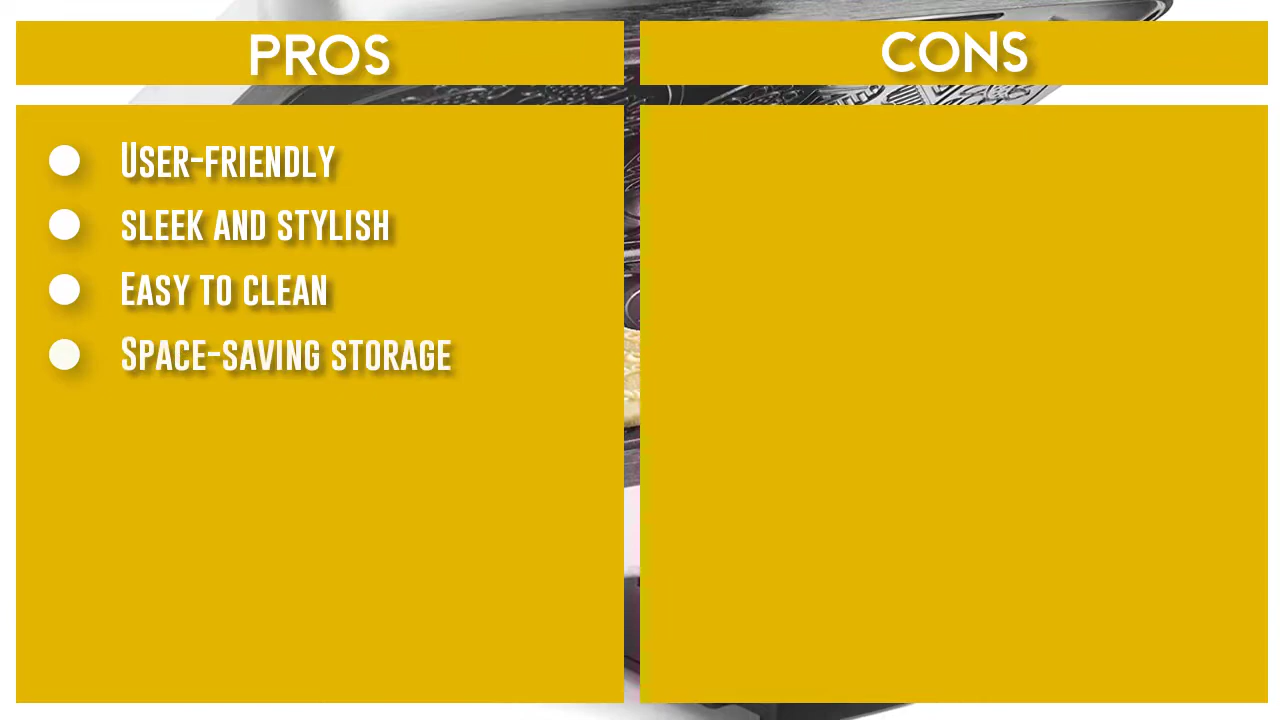 PROS
CONS
User-friendly
sleek and stylish
Easy to clean
Space-saving storage